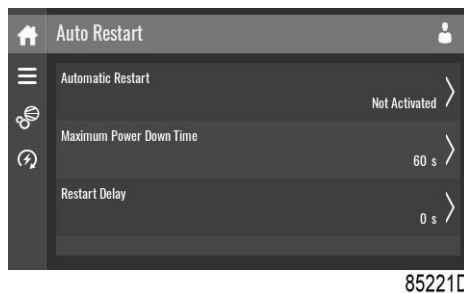 Auto Restart
Automatic Restart
Not Activated
Maximum Power Down Time
60 s
Restart Delay
0 s
85221D